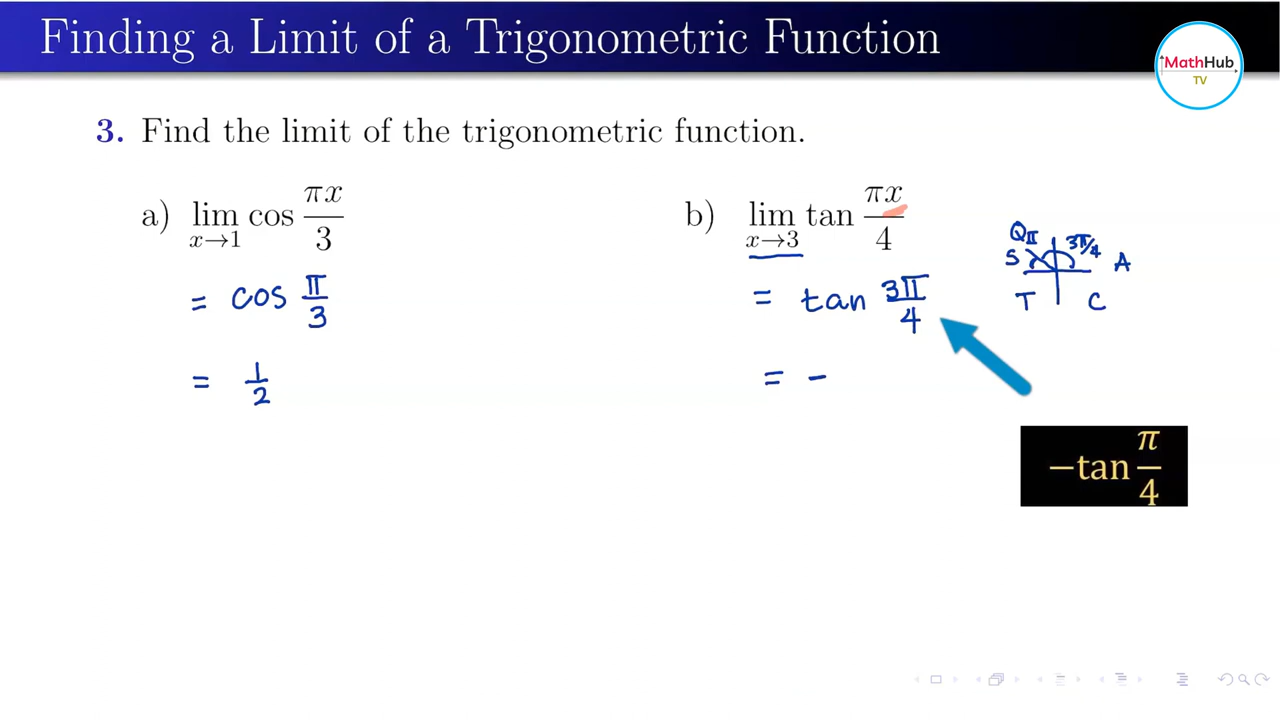 Finding a Limit of a Trigonometric Function
MathHub
TV
3. Find the limit of the trigonometric function.
a) lim x→1 cos πx/3
= cos π/3
= 1/2
b) lim x→3 tan πx/4
= tan 3π/4
= -
QII
3π/4
S
A
T
C
−tan π/4